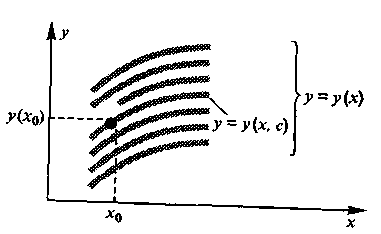 y
y = y(x)
y(x₀)
y = y(x, c)
x₀
x